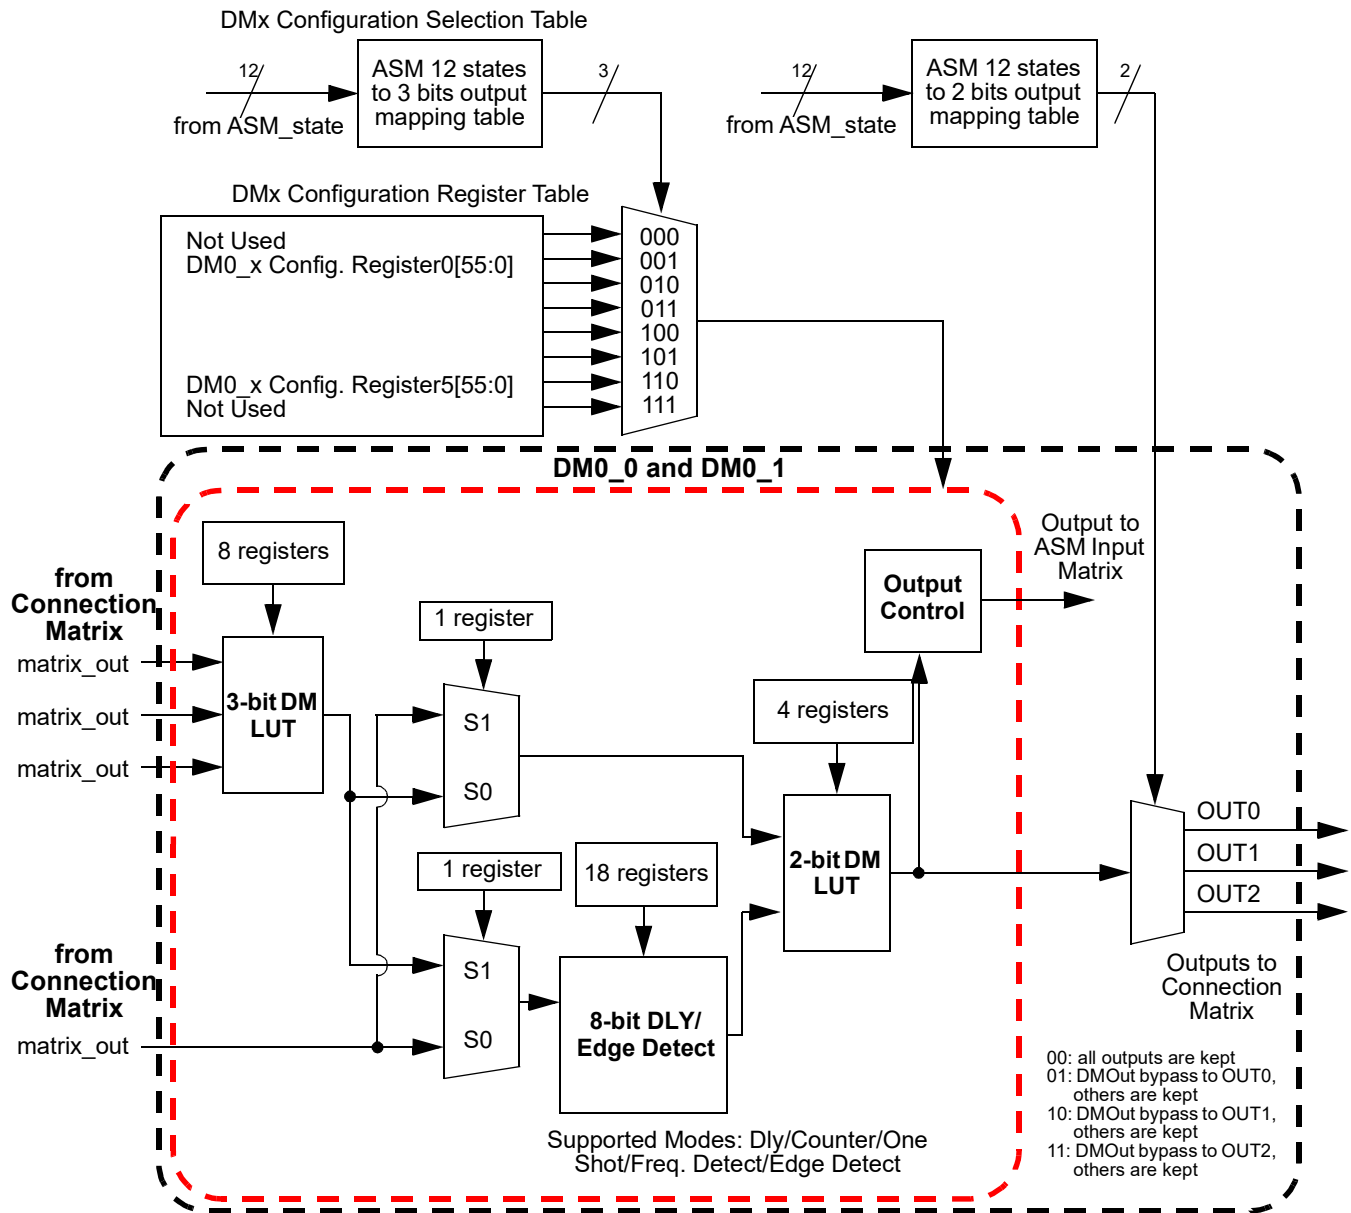 DMx Configuration Selection Table
12
from ASM_state
ASM 12 states
to 3 bits output
mapping table
3
12
from ASM_state
ASM 12 states
to 2 bits output
mapping table
2
DMx Configuration Register Table
Not Used
DM0_x Config. Register0[55:0]
DM0_x Config. Register5[55:0]
Not Used
000
001
010
011
100
101
110
111
DM0_0 and DM0_1
8 registers
from
Connection
Matrix
matrix_out
matrix_out
matrix_out
3-bit DM
LUT
1 register
S1
S0
Output
Control
Output to
ASM Input
Matrix
4 registers
2-bit DM
LUT
1 register
18 registers
S1
S0
8-bit DLY/
Edge Detect
from
Connection
Matrix
matrix_out
OUT0
OUT1
OUT2
Outputs to
Connection
Matrix
Supported Modes: Dly/Counter/One
Shot/Freq. Detect/Edge Detect
00: all outputs are kept
01: DMOut bypass to OUT0,
others are kept
10: DMOut bypass to OUT1,
others are kept
11: DMOut bypass to OUT2,
others are kept